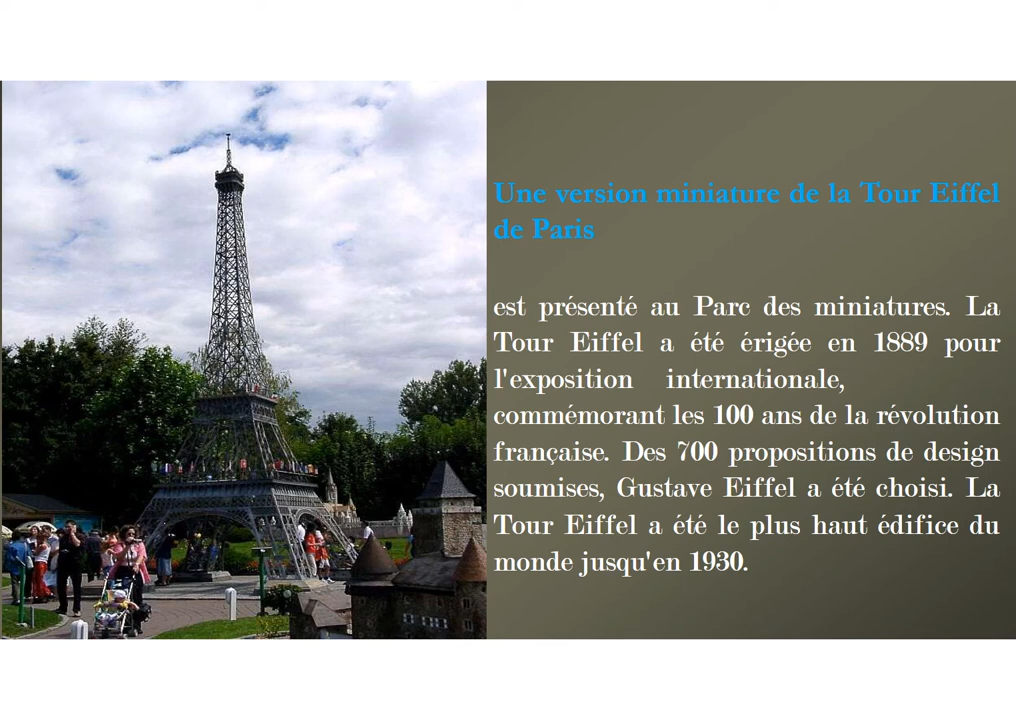 Une version miniature de la Tour Eiffel
de Paris
est présenté au Parc des miniatures. La
Tour Eiffel a été érigée en 1889 pour
l'exposition internationale,
commémorant les 100 ans de la révolution
française. Des 700 propositions de design
soumises, Gustave Eiffel a été choisi. La
Tour Eiffel a été le plus haut édifice du
monde jusqu'en 1930.